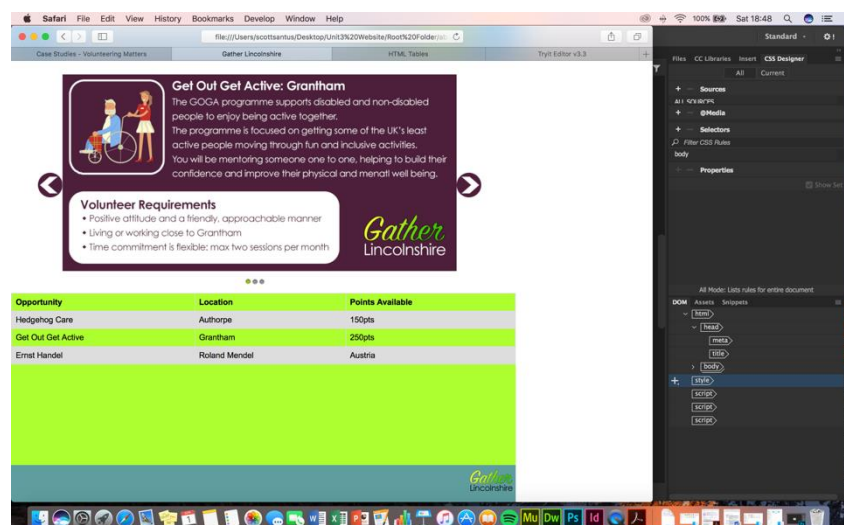 Safari File Edit View History Bookmarks Develop Window Help
100% Sat 18:48
file:///Users/scottsantus/Desktop/Unit3%20Website/Root%20Folder/
Case Studies - Volunteering Matters
Gather Lincolnshire
HTML Tables
Tryit Editor v3.3
Get Out Get Active: Grantham
The GOGA programme supports disabled and non-disabled
people to enjoy being active together.
The programme is focused on getting some of the UK's least
active people moving through fun and inclusive activities.
You will be mentoring someone one to one, helping to build their
confidence and improve their physical and menatl well being.
Volunteer Requirements
• Positive attitude and a friendly, approachable manner
• Living or working close to Grantham
• Time commitment is flexible: max two sessions per month
Gather
Lincolnshire
Opportunity Location Points Available
Hedgehog Care Authorpe 150pts
Get Out Get Active Grantham 250pts
Ernst Handel Roland Mendel Austria
Gather
Lincolnshire
Standard
Files CC Libraries Insert CSS Designer
All Current
Sources
ALL SOURCES
@Media
Selectors
Filter CSS Rules
body
Properties
Show Set
All Mode: Lists rules for entire document
DOM Assets Snippets
html
head
meta
title
body
style
script
script
script
Mu Dw Ps Id